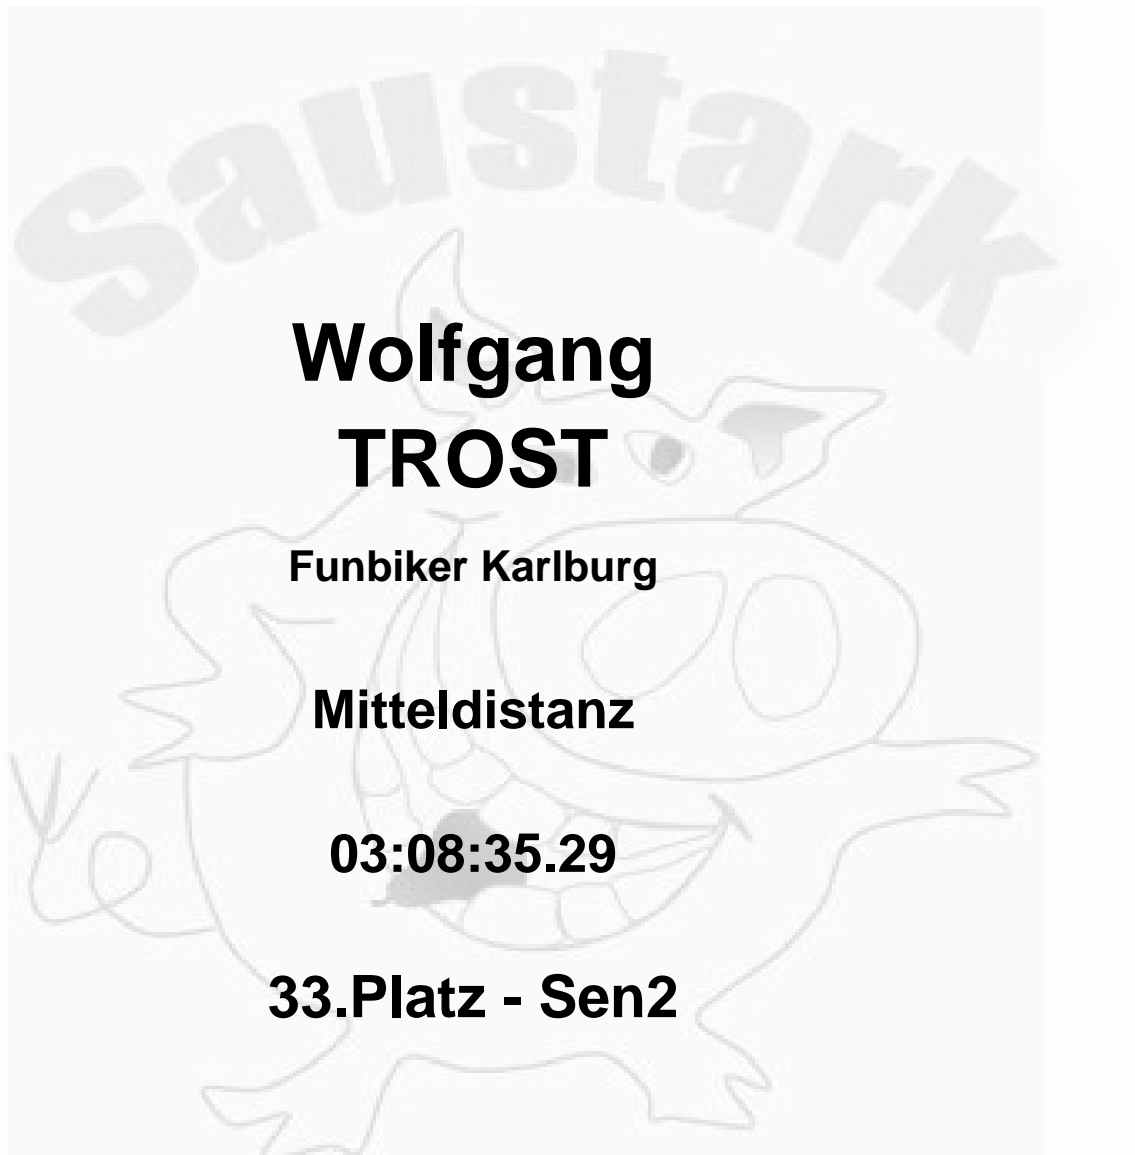 Saustark
Wolfgang
TROST
Funbiker Karlburg
Mitteldistanz
03:08:35.29
33.Platz - Sen2